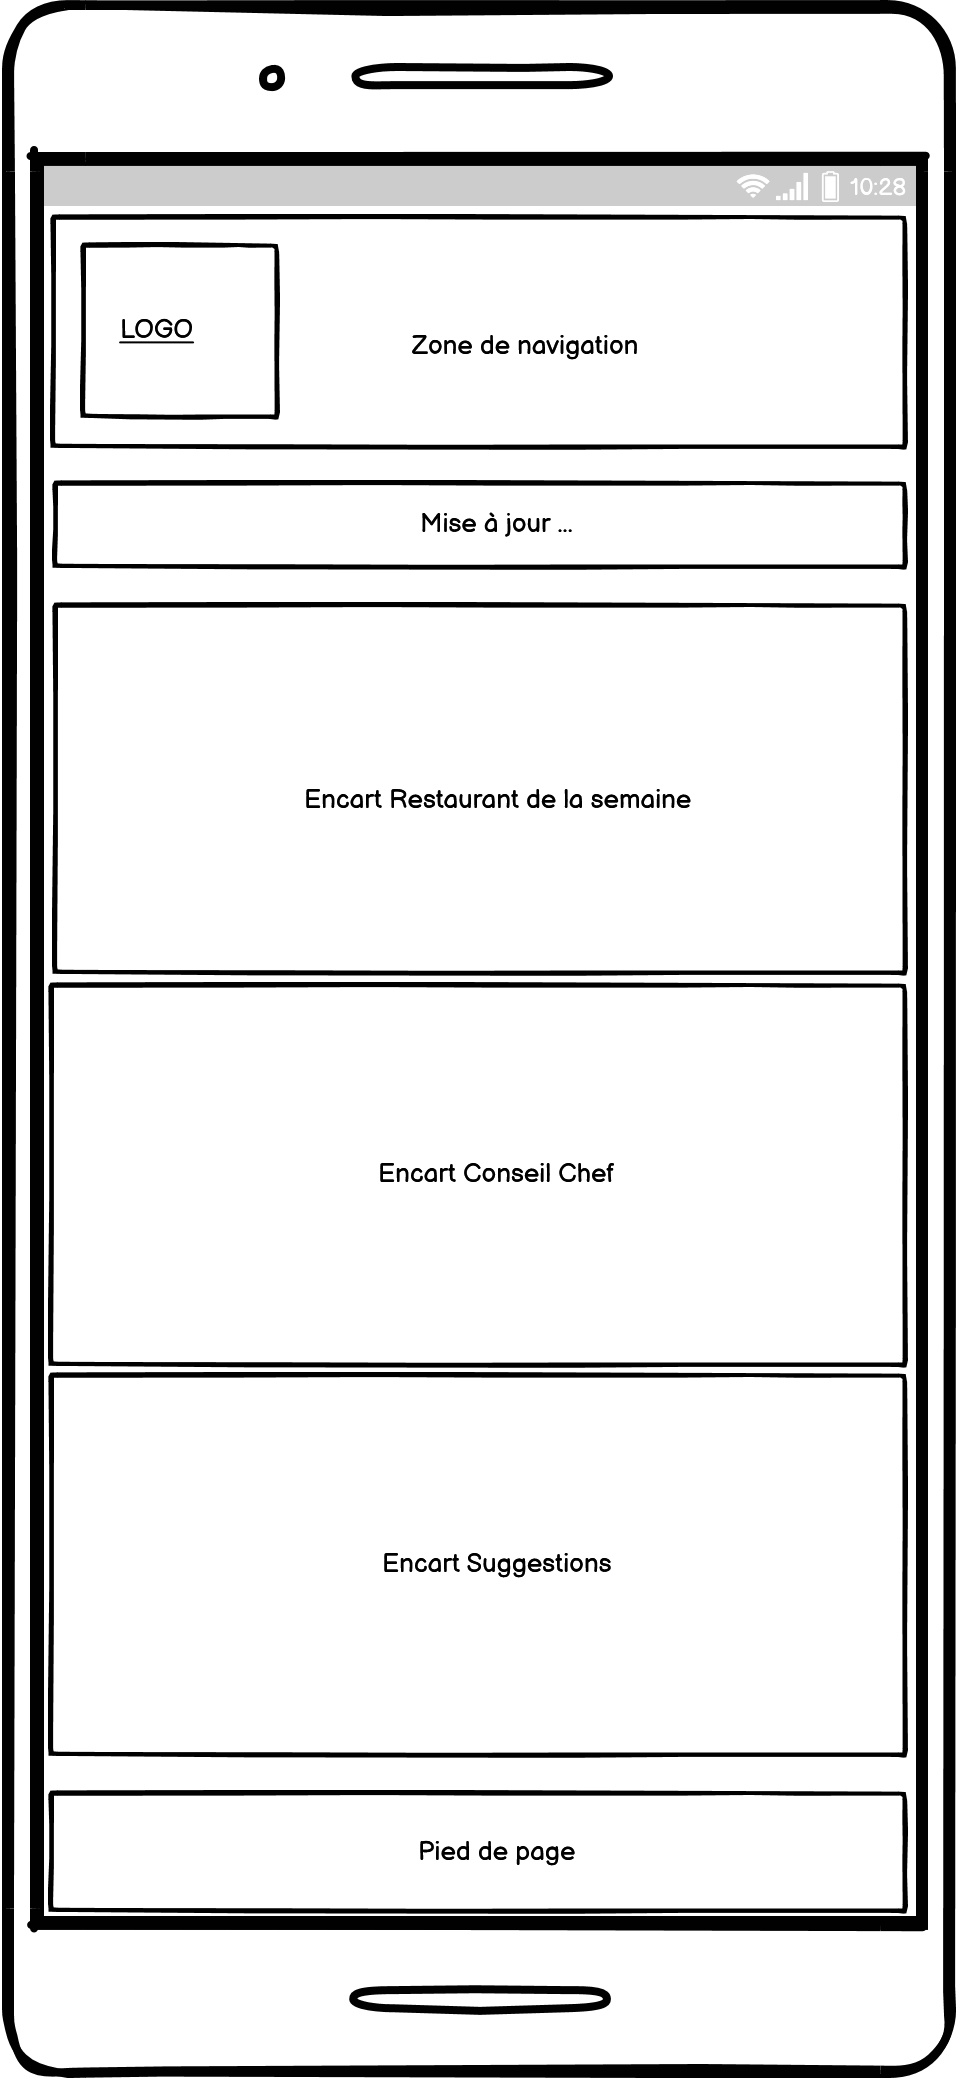 10:28
LOGO
Zone de navigation
Mise à jour ...
Encart Restaurant de la semaine
Encart Conseil Chef
Encart Suggestions
Pied de page